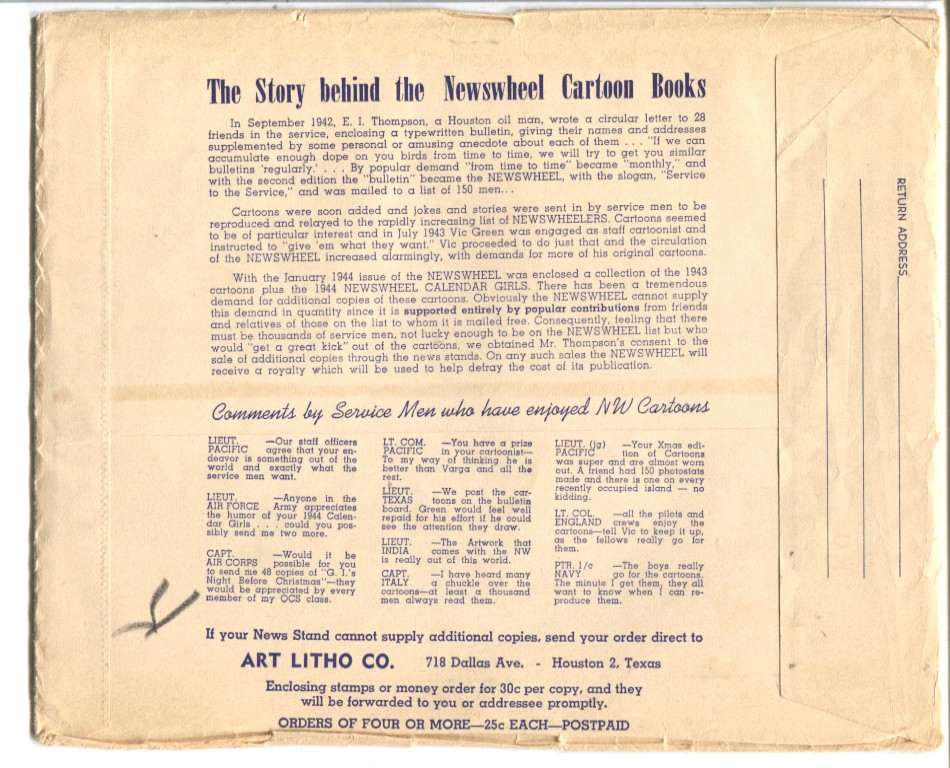 The Story behind the Newswheel Cartoon Books
In September 1942, E. I. Thompson, a Houston oil man, wrote a circular letter to 28
friends in the service, enclosing a typewritten bulletin, giving their names and addresses
supplemented by some personal or amusing anecdote about each of them . . . "If we can
accumulate enough dope on you birds from time to time, we will try to get you similar
bulletins 'regularly.' . . . By popular demand "from time to time" became "monthly," and
with the second edition the "bulletin" became the NEWSWHEEL, with the slogan, "Service
to the Service," and was mailed to a list of 150 men...
Cartoons were soon added and jokes and stories were sent in by service men to be
reproduced and relayed to the rapidly increasing list of NEWSWHEELERS. Cartoons seemed
to be of particular interest and in July 1943 Vic Green was engaged as staff cartoonist and
instructed to "give 'em what they want." Vic proceeded to do just that and the circulation
of the NEWSWHEEL increased alarmingly, with demands for more of his original cartoons.
With the January 1944 issue of the NEWSWHEEL was enclosed a collection of the 1943
cartoons plus the 1944 NEWSWHEEL CALENDAR GIRLS. There has been a tremendous
demand for additional copies of these cartoons. Obviously the NEWSWHEEL cannot supply
this demand in quantity since it is supported entirely by popular contributions from friends
and relatives of those on the list to whom it is mailed free. Consequently, feeling that there
must be thousands of service men, not lucky enough to be on the NEWSWHEEL list but who
would "get a great kick" out of the cartoons, we obtained Mr. Thompson's consent to the
sale of additional copies through the news stands. On any such sales the NEWSWHEEL will
receive a royalty which will be used to help defray the cost of its publication.
Comments by Service Men who have enjoyed NW Cartoons
LIEUT. —Our staff officers
PACIFIC agree that your en-
deavor is something out of the
world and exactly what the
service men want.
LIEUT. —Anyone in the
AIR FORCE Army appreciates
the humor of your 1944 Calen-
dar Girls . . . could you pos-
sibly send me two more.
CAPT. —Would it be
AIR CORPS possible for you
to send me 48 copies of "G. I.'s
Night Before Christmas"—they
would be appreciated by every
member of my OCS class.
LT. COM. —You have a prize
PACIFIC in your cartoonist—
To my way of thinking he is
better than Varga and all the
rest.
LIEUT. —We post the car-
TEXAS toons on the bulletin
board. Green would feel well
repaid for his effort if he could
see the attention they draw.
LIEUT. —The Artwork that
INDIA comes with the NW
is really out of this world.
CAPT. —I have heard many
ITALY a chuckle over the
cartoons—at least a thousand
men always read them.
LIEUT. (jg) —Your Xmas edi-
PACIFIC tion of Cartoons
was super and are almost worn
out. A friend had 150 photostats
made and there is one on every
recently occupied island — no
kidding.
LT. COL. —all the pilots and
ENGLAND crews enjoy the
cartoons—tell Vic to keep it up,
as the fellows really go for
them.
PTR. 1/c —The boys really
NAVY go for the cartoons.
The minute I get them, they all
want to know when I can re-
produce them.
If your News Stand cannot supply additional copies, send your order direct to
ART LITHO CO. 718 Dallas Ave. - Houston 2, Texas
Enclosing stamps or money order for 30c per copy, and they
will be forwarded to you or addressee promptly.
ORDERS OF FOUR OR MORE—25c EACH—POSTPAID
RETURN ADDRESS